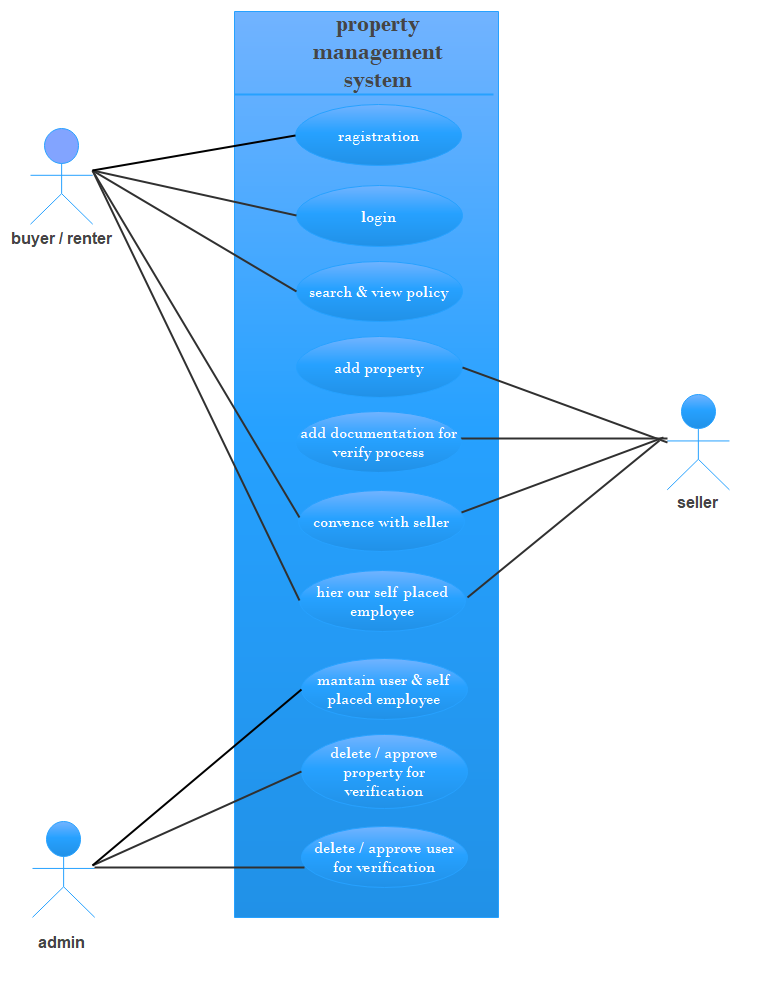 property
management
system
ragistration
buyer / renter
login
search & view policy
add property
add documentation for
verify process
seller
convence with seller
hier our self placed
employee
mantain user & self
placed employee
delete / approve
property for
verification
delete / approve user
for verification
admin